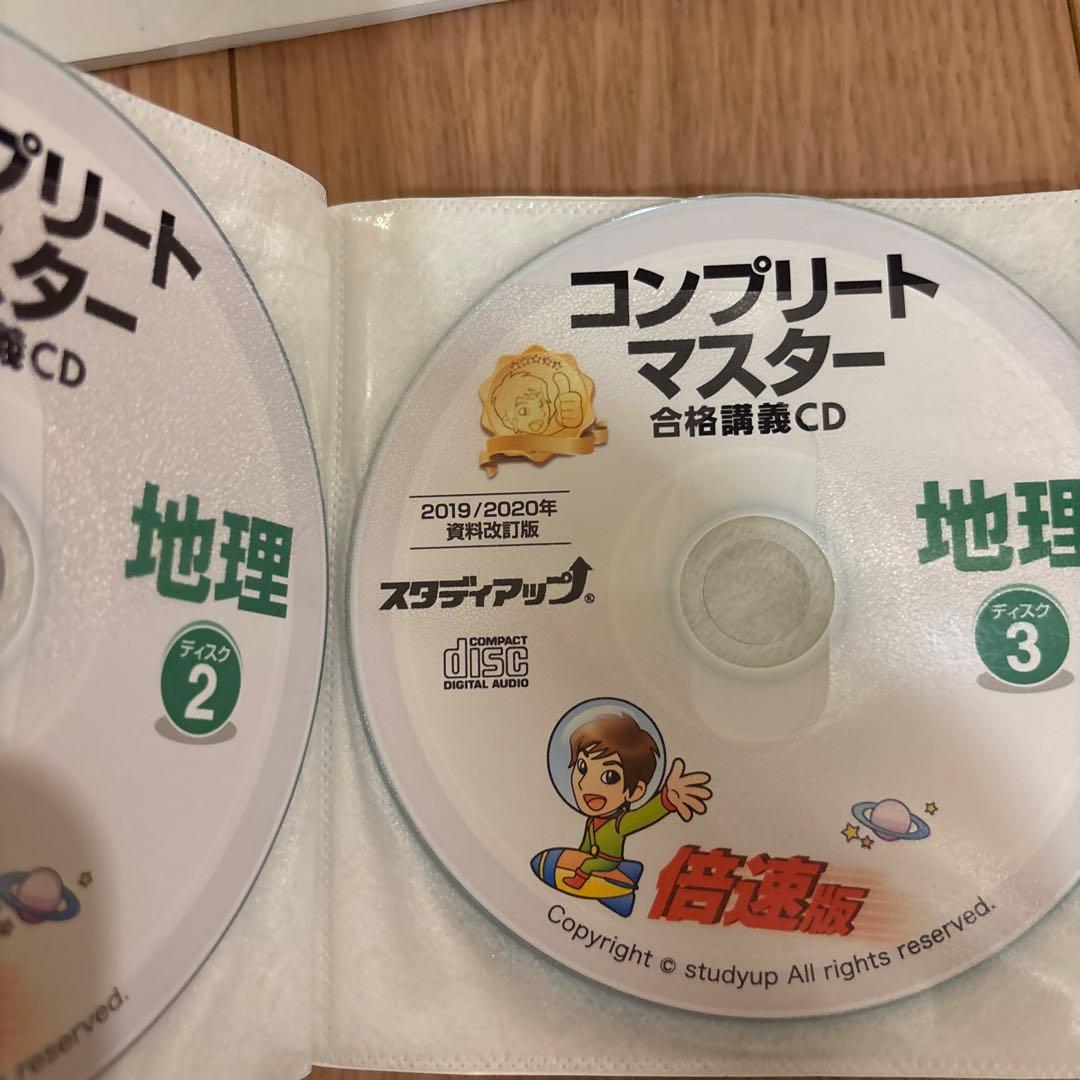 プリート
スター
義CD
地理
ディスク
2
reserved.
コンプリート
マスター
合格講義CD
2019/2020年
資料改訂版
スタディアップ®
COMPACT
disc
DIGITAL AUDIO
地理
ディスク
3
倍速版
Copyright © studyup All rights reserved.